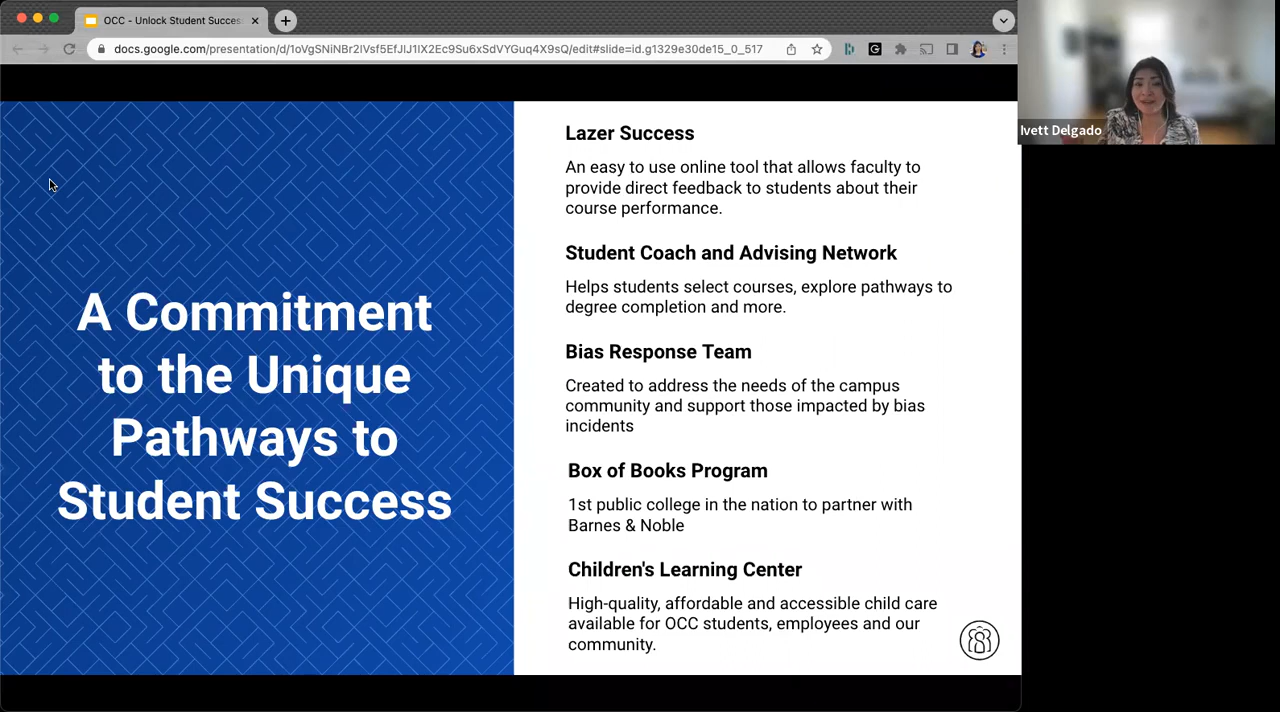 OCC - Unlock Student Succes
docs.google.com/presentation/d/1oVgSNiNBr2lVsf5EfJlJ1lX2Ec9Su6xSdVYGuq4X9sQ/edit#slide=id.g1329e30de15_0_517
Ivett Delgado
A Commitment
to the Unique
Pathways to
Student Success
Lazer Success
An easy to use online tool that allows faculty to
provide direct feedback to students about their
course performance.
Student Coach and Advising Network
Helps students select courses, explore pathways to
degree completion and more.
Bias Response Team
Created to address the needs of the campus
community and support those impacted by bias
incidents
Box of Books Program
1st public college in the nation to partner with
Barnes & Noble
Children's Learning Center
High-quality, affordable and accessible child care
available for OCC students, employees and our
community.